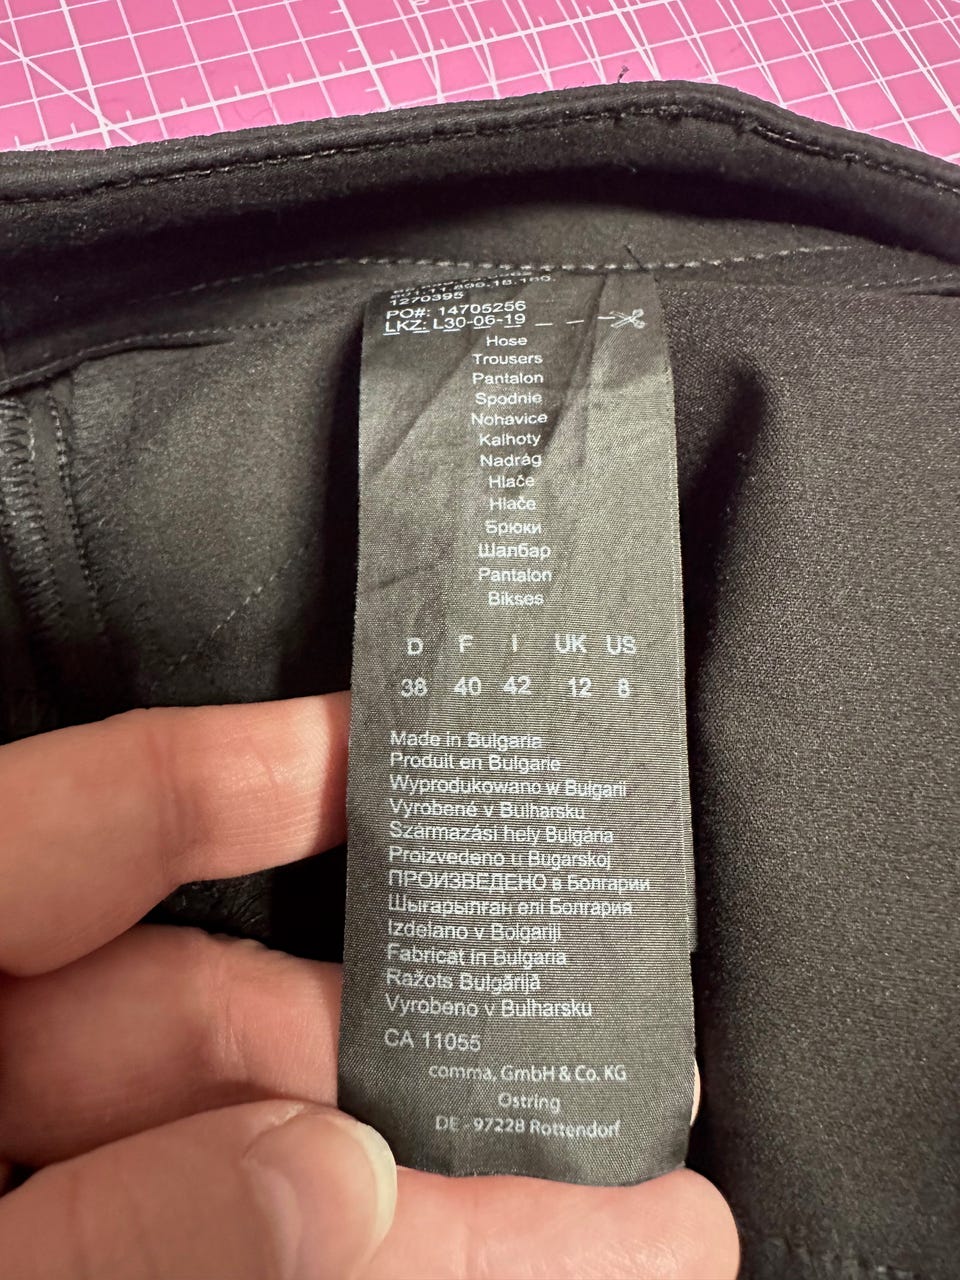 1270395
PO#: 14705256
LKZ: L30-06-19
Hose
Trousers
Pantalon
Spodnie
Nohavice
Kalhoty
Nadrág
Hlače
Hlače
Брюки
Шалбар
Pantalon
Bikses
D F I UK US
38 40 42 12 8
Made in Bulgaria
Produit en Bulgarie
Wyprodukowano w Bułgarii
Vyrobené v Bulharsku
Származási hely Bulgária
Proizvedeno u Bugarskoj
ПРОИЗВЕДЕНО в Болгарии
Шығарылған елі Болгария
Izdelano v Bolgariji
Fabricat in Bulgaria
Ražots Bulgārijā
Vyrobeno v Bulharsku
CA 11055
comma, GmbH & Co. KG
Ostring
DE - 97228 Rottendorf